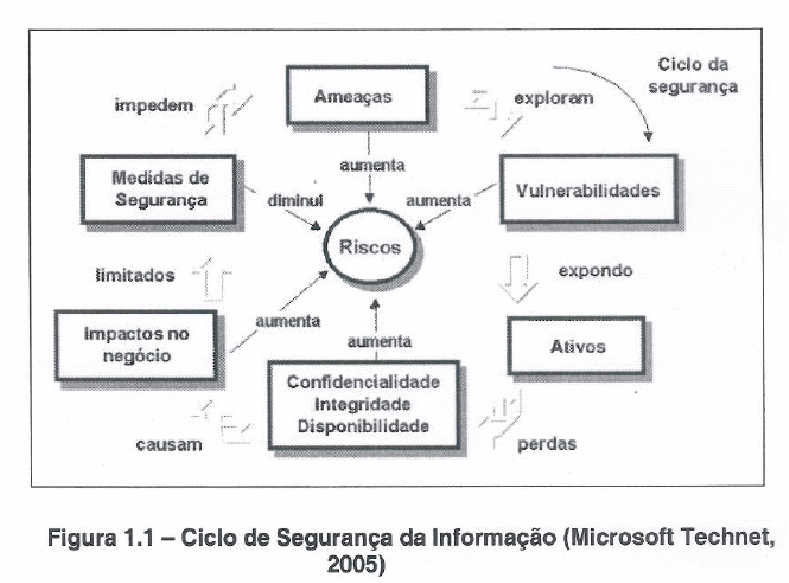 Ciclo da
segurança
Ameaças
impedem
exploram
aumenta
Medidas de
Segurança
Vulnerabilidades
diminui
aumenta
Riscos
limitados
expondo
Impactos no
negócio
aumenta
aumenta
Ativos
Confidencialidade
Integridade
Disponibilidade
causam
perdas
Figura 1.1 – Ciclo de Segurança da Informação (Microsoft Technet,
2005)